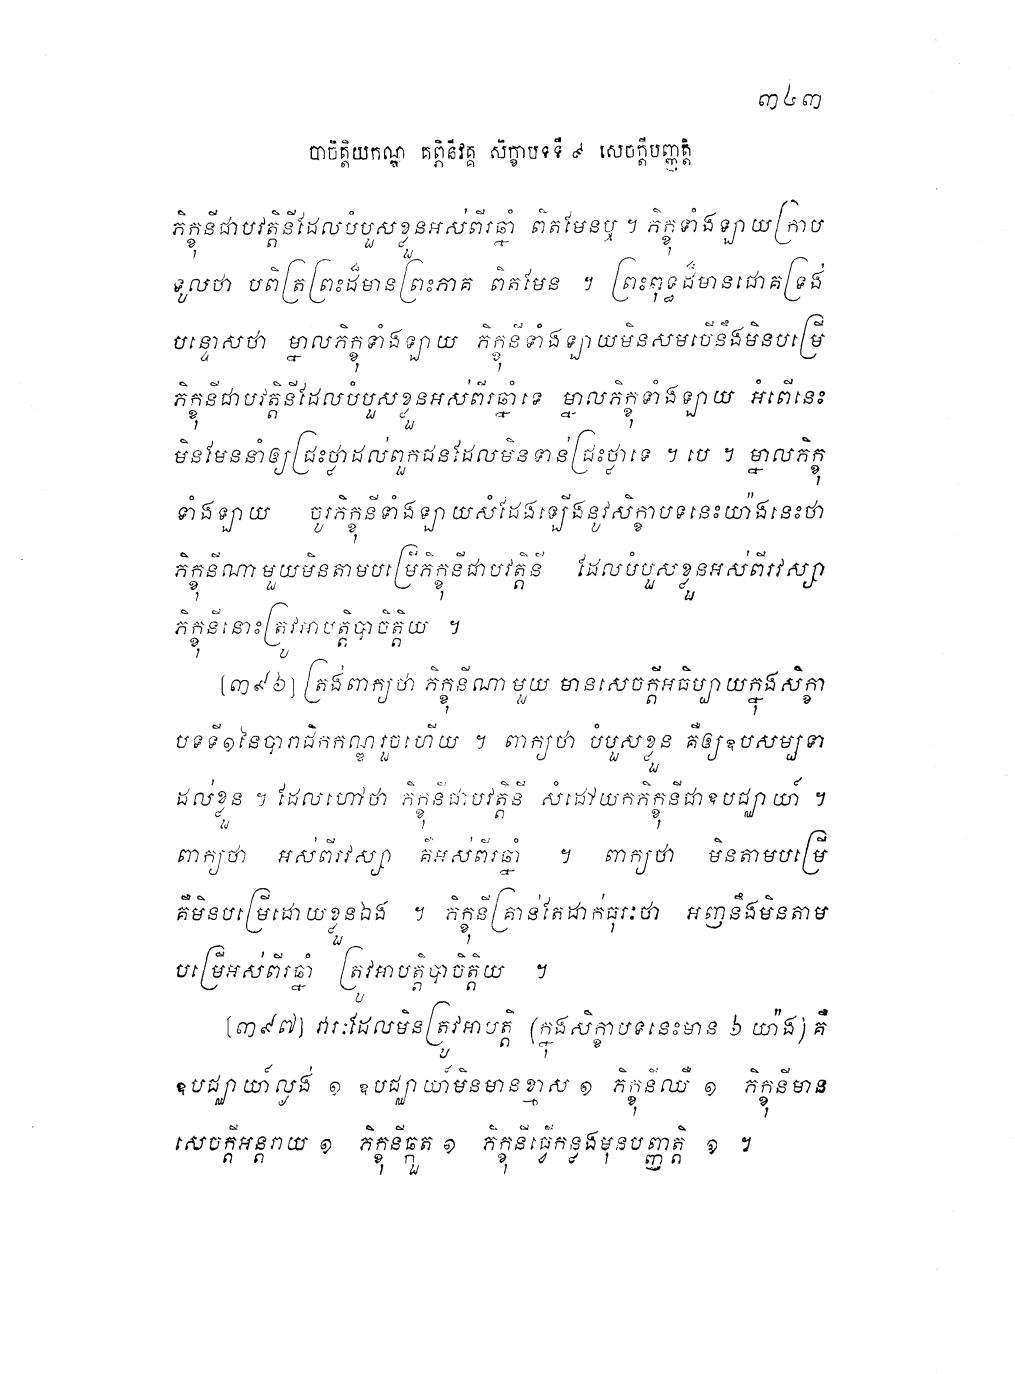 ៣៤៣
បាចិត្តិយកណ្ឌ គព្ភិនីវគ្គ សិក្ខាបទទី ៩ សេចក្តីបញ្ញត្តិ
ភិក្ខុនីជាបវត្តិនីដែលបំបួសខ្លួនអស់ពីរឆ្នាំ ពិតមែនឬ ។ ភិក្ខុទាំងឡាយក្រាប
ទូលថា បពិត្រព្រះដ៏មានព្រះភាគ ពិតមែន ។ ព្រះពុទ្ធដ៏មានជោគទ្រង់
បន្ទោសថា ម្នាលភិក្ខុទាំងឡាយ ភិក្ខុនីទាំងឡាយមិនសមបើនឹងមិនបម្រើ
ភិក្ខុនីជាបវត្តិនីដែលបំបួសខ្លួនអស់ពីរឆ្នាំទេ ម្នាលភិក្ខុទាំងឡាយ អំពើនេះ
មិនមែននាំឲ្យជ្រះថ្លាដល់ពួកជនដែលមិនទាន់ជ្រះថ្លាទេ ។ បេ ។ ម្នាលភិក្ខុ
ទាំងឡាយ ចូរភិក្ខុនីទាំងឡាយសំដែងឡើងនូវសិក្ខាបទនេះយ៉ាងនេះថា
ភិក្ខុនីណាមួយមិនតាមបម្រើភិក្ខុនីជាបវត្តិនី ដែលបំបួសខ្លួនអស់ពីរវស្សា
ភិក្ខុនីនោះត្រូវអាបត្តិបាចិត្តិយ ។
[៣៩៦] ត្រង់ពាក្យថា ភិក្ខុនីណាមួយ មានសេចក្តីអធិប្បាយក្នុងសិក្ខា
បទទី១នៃបារាជិកកណ្ឌរួចហើយ ។ ពាក្យថា បំបួសខ្លួន គឺឲ្យឧបសម្បទា
ដល់ខ្លួន ។ ដែលហៅថា ភិក្ខុនីជាបវត្តិនី សំដៅយកភិក្ខុនីជាឧបជ្ឈាយ៍ ។
ពាក្យថា អស់ពីរវស្សា គឺអស់ពីរឆ្នាំ ។ ពាក្យថា មិនតាមបម្រើ
គឺមិនបម្រើដោយខ្លួនឯង ។ ភិក្ខុនីគ្រាន់តែដាក់ធុរៈថា អញនឹងមិនតាម
បម្រើអស់ពីរឆ្នាំ ត្រូវអាបត្តិបាចិត្តិយ ។
[៣៩៧] វារៈដែលមិនត្រូវអាបត្តិ (ក្នុងសិក្ខាបទនេះមាន ៦ យ៉ាង) គឺ
ឧបជ្ឈាយ៍ល្ងង់ ១ ឧបជ្ឈាយ៍មិនមានខ្មាស ១ ភិក្ខុនីឈឺ ១ ភិក្ខុនីមាន
សេចក្តីអន្តរាយ ១ ភិក្ខុនីឆ្កួត ១ ភិក្ខុនីធ្វើកន្លងមុនបញ្ញត្តិ ១ ។